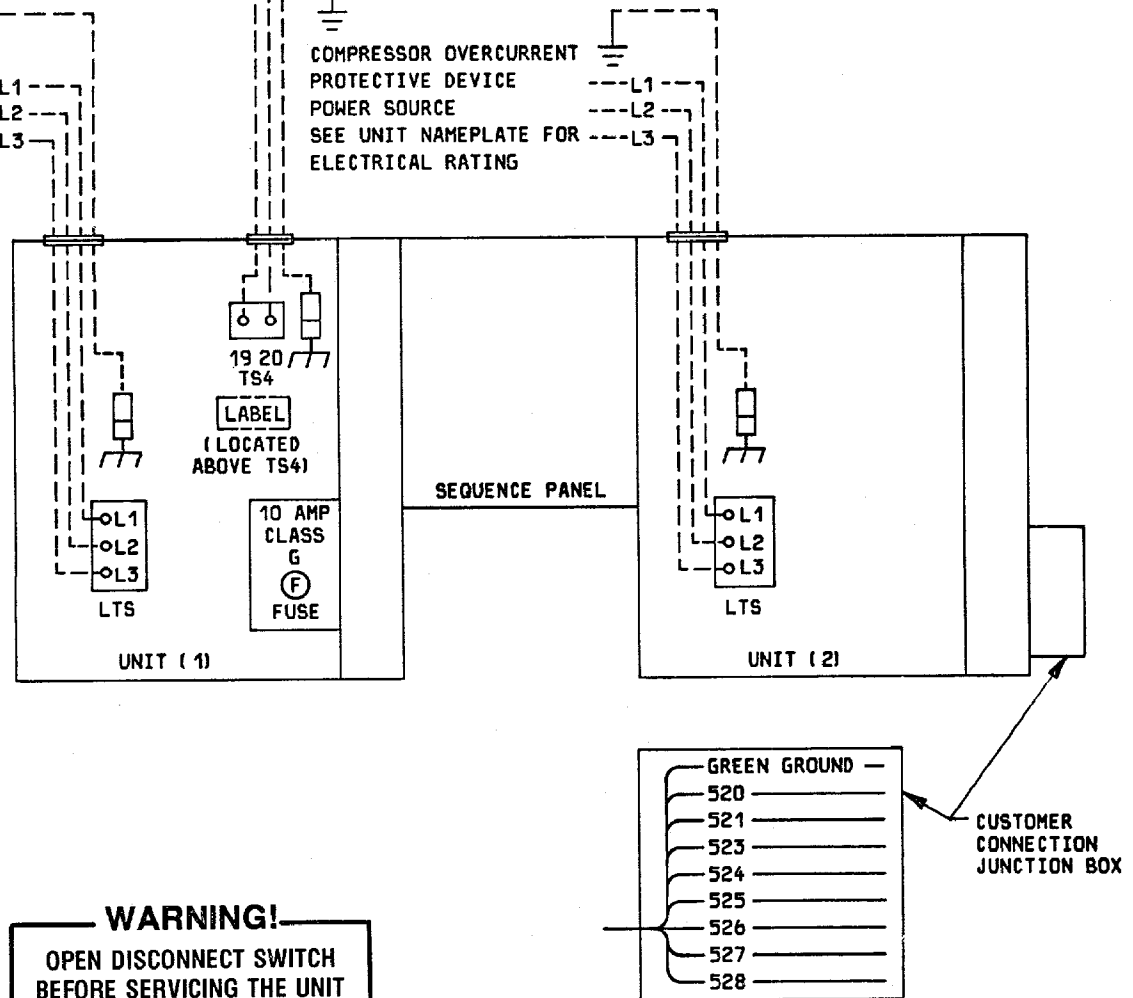 COMPRESSOR OVERCURRENT
PROTECTIVE DEVICE
POWER SOURCE
SEE UNIT NAMEPLATE FOR
ELECTRICAL RATING
L1
L2
L3
L1
L2
L3
19 20
TS4
LABEL
(LOCATED
ABOVE TS4)
10 AMP
CLASS
G
F
FUSE
L1
L2
L3
LTS
UNIT (1)
SEQUENCE PANEL
L1
L2
L3
LTS
UNIT (2)
GREEN GROUND
520
521
523
524
525
526
527
528
CUSTOMER
CONNECTION
JUNCTION BOX
WARNING!
OPEN DISCONNECT SWITCH
BEFORE SERVICING THE UNIT